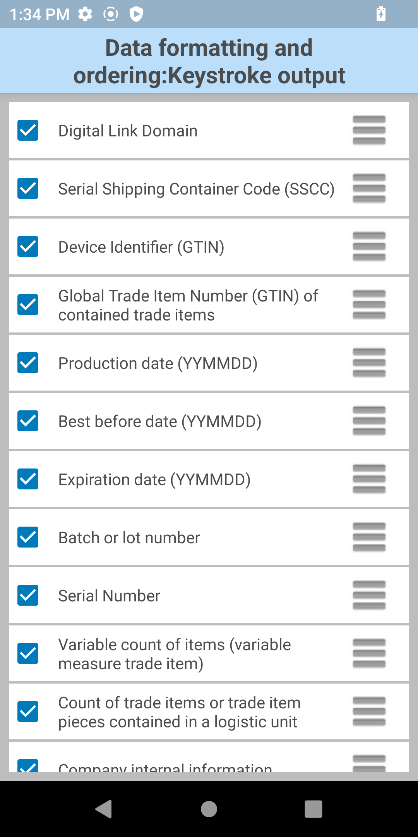 1:34 PM
Data formatting and
ordering:Keystroke output
Digital Link Domain
Serial Shipping Container Code (SSCC)
Device Identifier (GTIN)
Global Trade Item Number (GTIN) of
contained trade items
Production date (YYMMDD)
Best before date (YYMMDD)
Expiration date (YYMMDD)
Batch or lot number
Serial Number
Variable count of items (variable
measure trade item)
Count of trade items or trade item
pieces contained in a logistic unit
Company internal information